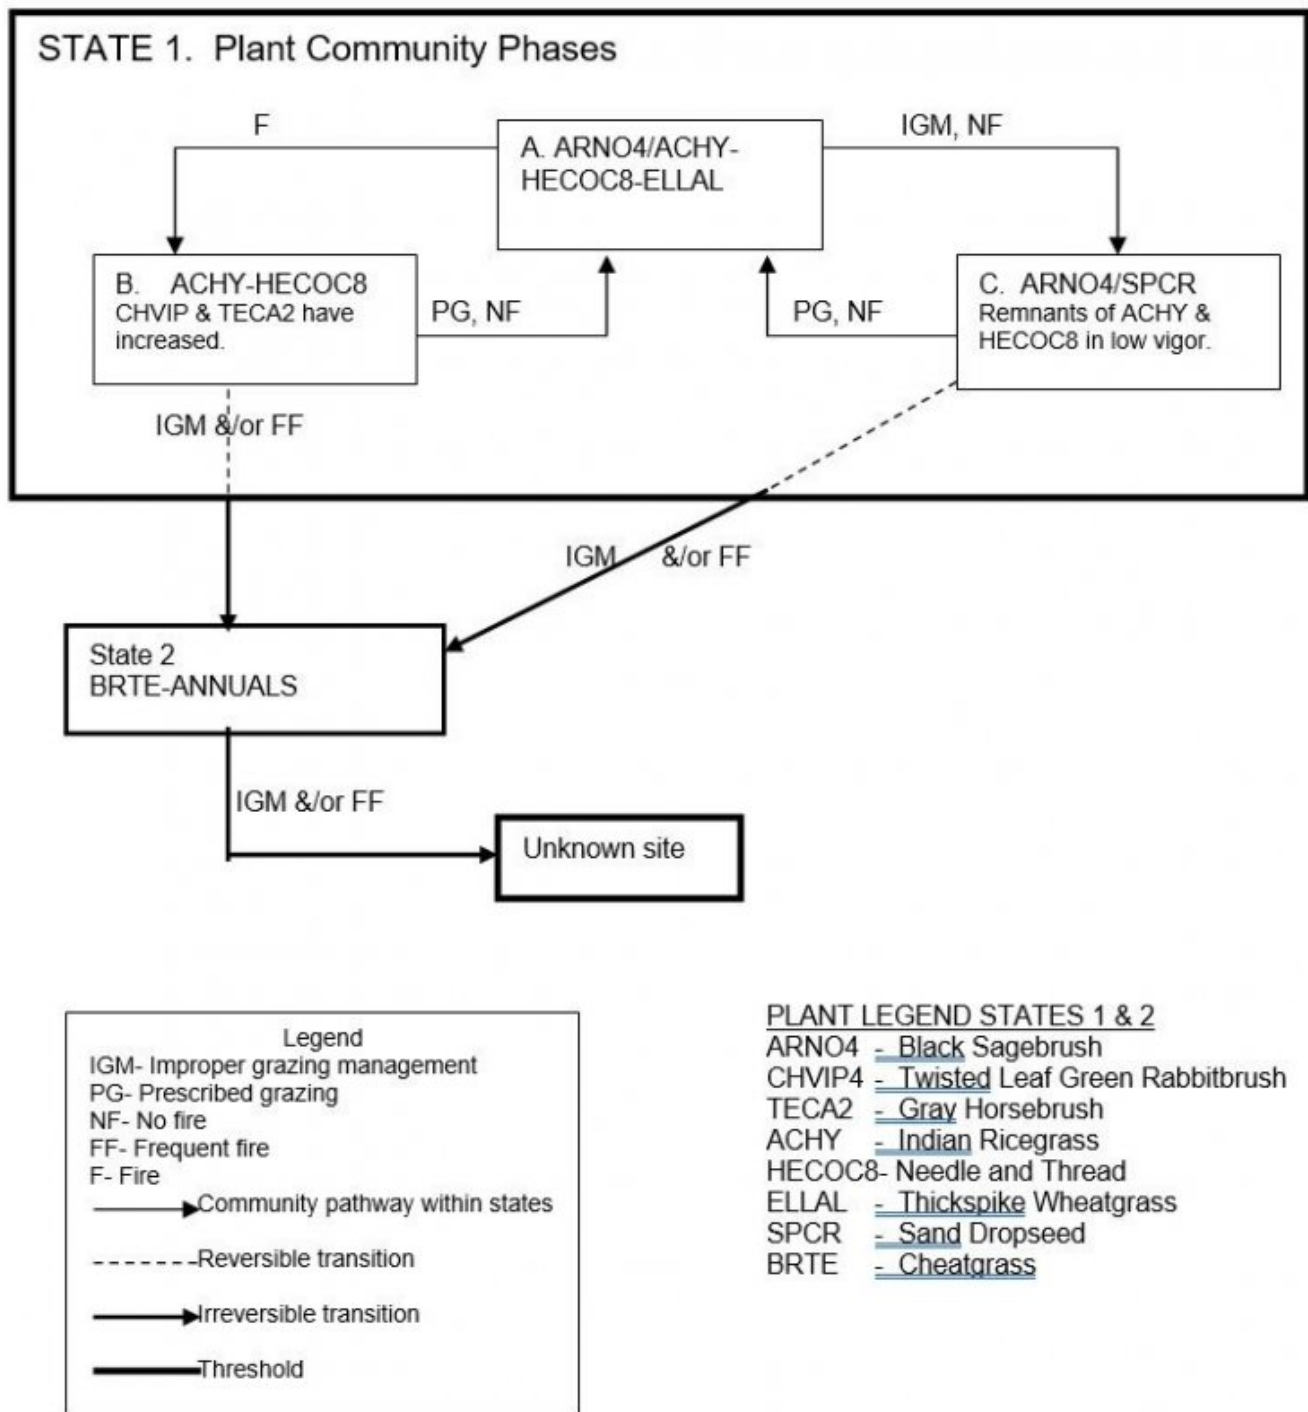 STATE 1. Plant Community Phases
F
IGM, NF
A. ARNO4/ACHY-
HECOC8-ELLAL
B. ACHY-HECOC8
CHVIP & TECA2 have
increased.
PG, NF
PG, NF
C. ARNO4/SPCR
Remnants of ACHY &
HECOC8 in low vigor.
IGM &/or FF
IGM &/or FF
State 2
BRTE-ANNUALS
IGM &/or FF
Unknown site
Legend
IGM- Improper grazing management
PG- Prescribed grazing
NF- No fire
FF- Frequent fire
F- Fire
Community pathway within states
Reversible transition
Irreversible transition
Threshold
PLANT LEGEND STATES 1 & 2
ARNO4 - Black Sagebrush
CHVIP4 - Twisted Leaf Green Rabbitbrush
TECA2 - Gray Horsebrush
ACHY - Indian Ricegrass
HECOC8- Needle and Thread
ELLAL - Thickspike Wheatgrass
SPCR - Sand Dropseed
BRTE - Cheatgrass